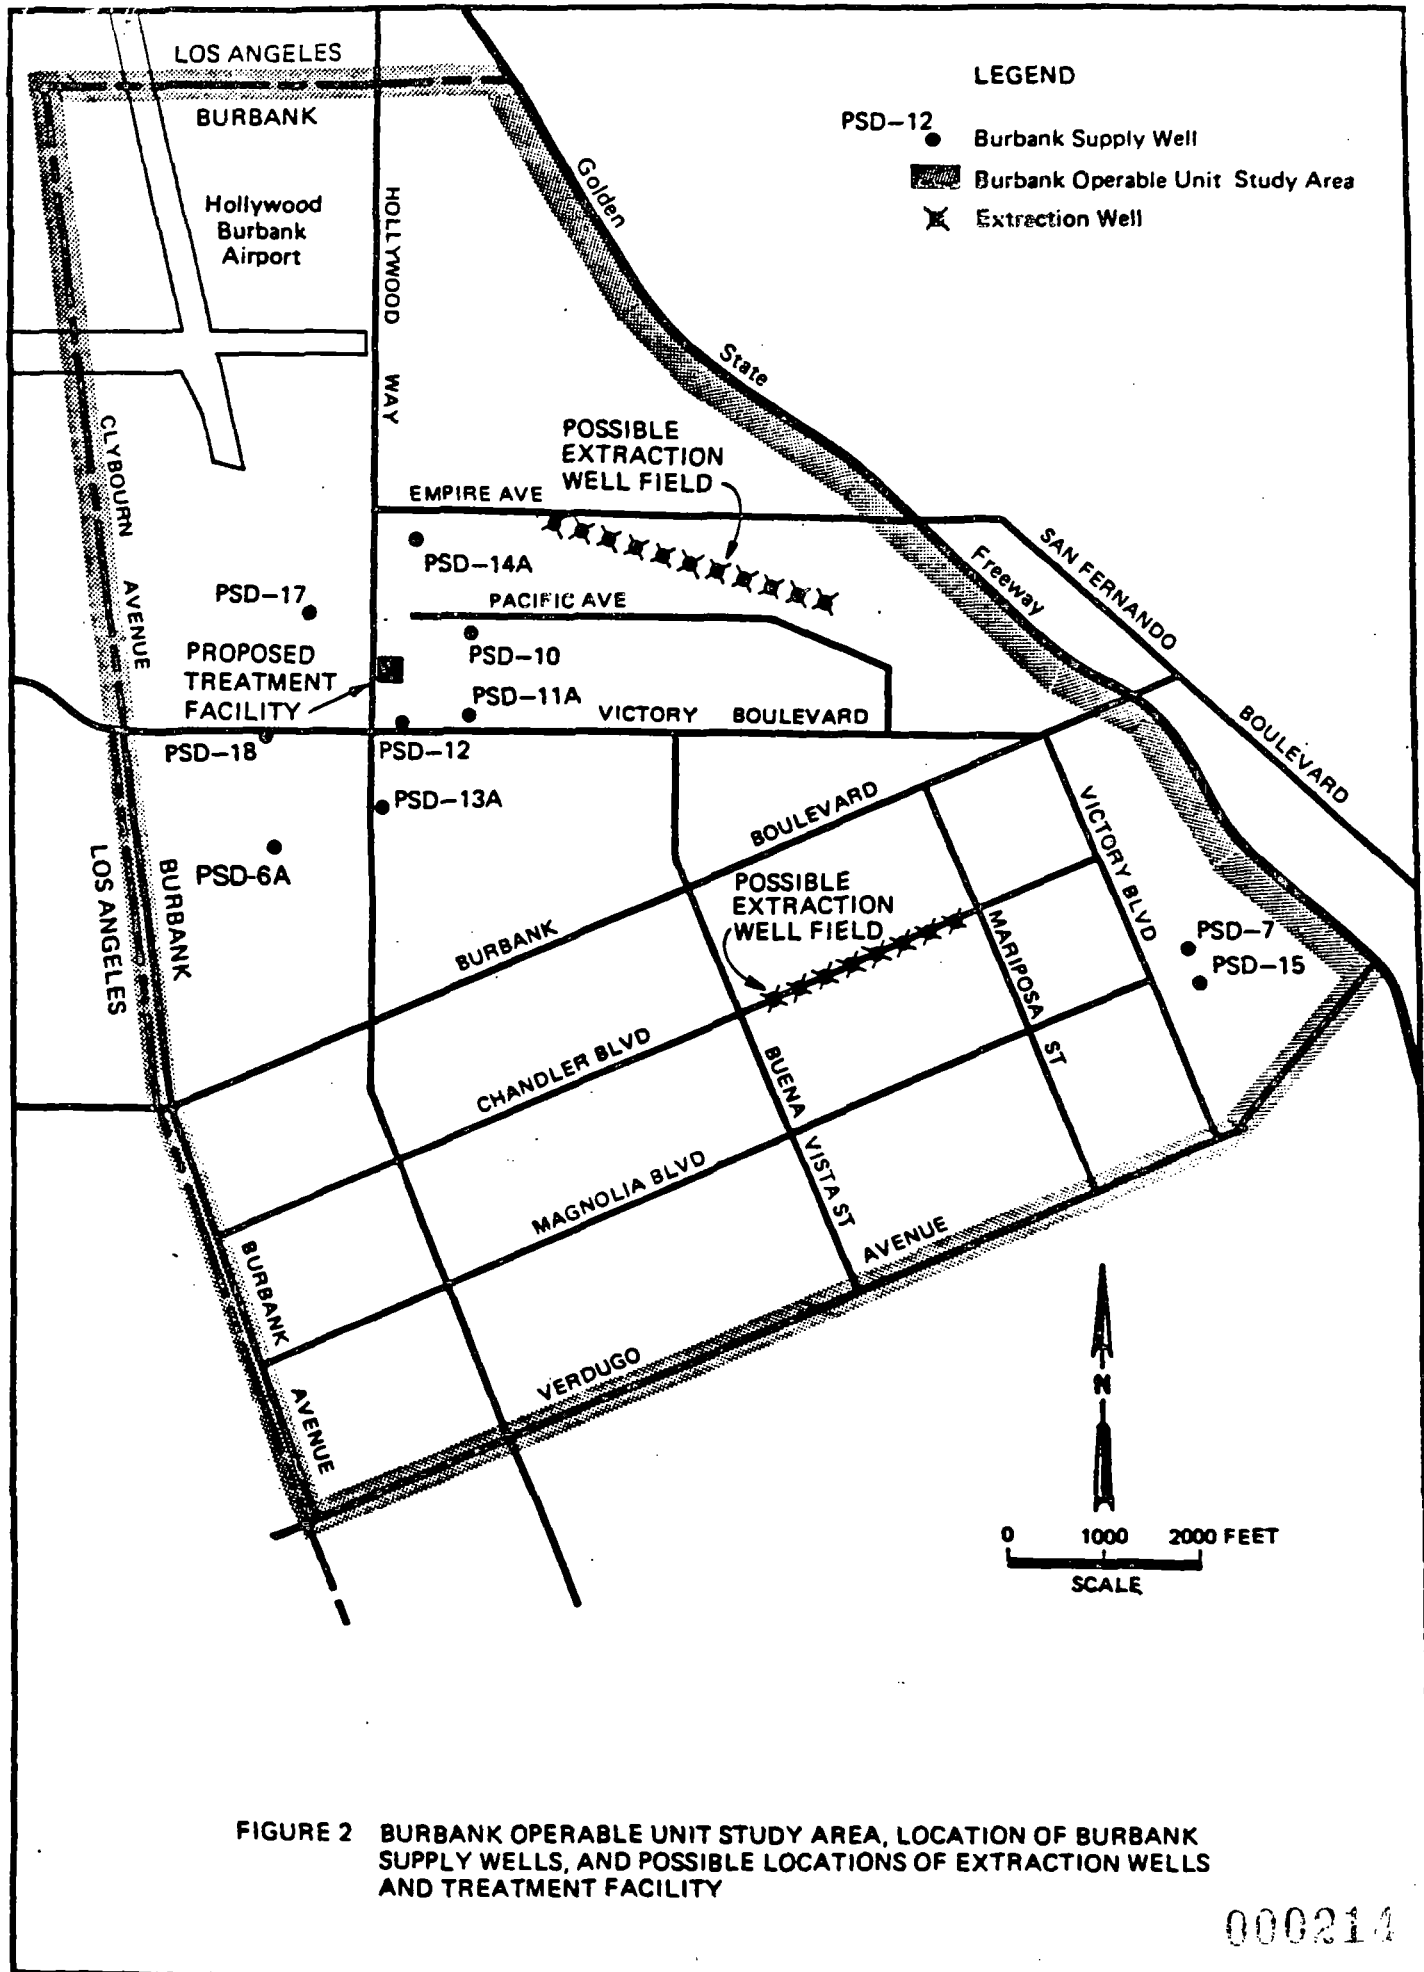 LOS ANGELES
BURBANK
Hollywood
Burbank
Airport
HOLLYWOOD WAY
Golden State Freeway
LEGEND
PSD-12
Burbank Supply Well
Burbank Operable Unit Study Area
Extraction Well
CLYBOURN AVENUE
POSSIBLE
EXTRACTION
WELL FIELD
EMPIRE AVE
PSD-14A
SAN FERNANDO BOULEVARD
PSD-17
PACIFIC AVE
PSD-10
PROPOSED
TREATMENT
FACILITY
PSD-11A
VICTORY BOULEVARD
PSD-18
PSD-12
PSD-13A
PSD-6A
LOS ANGELES
BURBANK
BURBANK BOULEVARD
VICTORY BLVD
POSSIBLE
EXTRACTION
WELL FIELD
MARIPOSA ST
PSD-7
PSD-15
CHANDLER BLVD
BUENA VISTA ST
MAGNOLIA BLVD
BURBANK AVENUE
VERDUGO AVENUE
N
0 1000 2000 FEET
SCALE
FIGURE 2 BURBANK OPERABLE UNIT STUDY AREA, LOCATION OF BURBANK
SUPPLY WELLS, AND POSSIBLE LOCATIONS OF EXTRACTION WELLS
AND TREATMENT FACILITY
000214